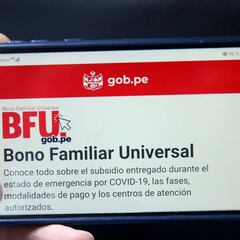 gob.pe
Bono Familiar Universal
BFU.
gob.pe
Bono Familiar Universal
Conoce todo sobre el subsidio entregado durante el
estado de emergencia por COVID-19, las fases,
modalidades de pago y los centros de atención
autorizados.